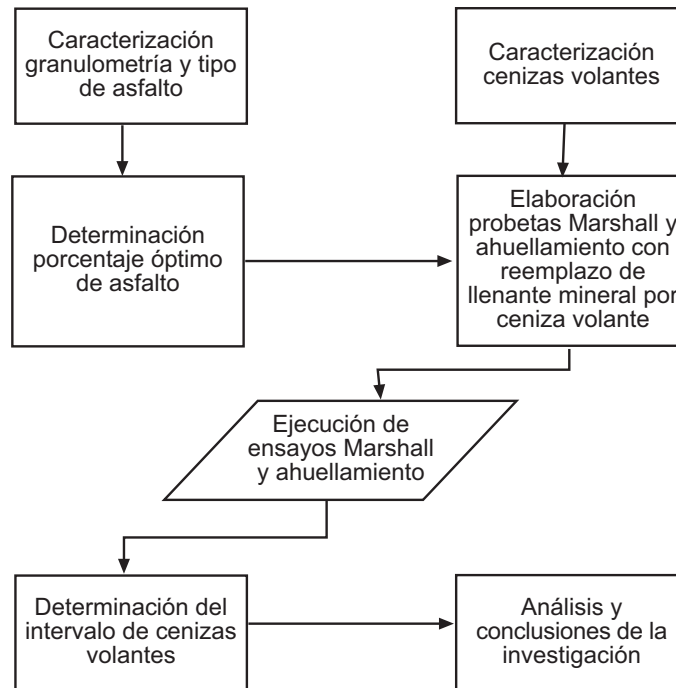 Caracterización
granulometría y tipo
de asfalto
Caracterización
cenizas volantes
Determinación
porcentaje óptimo
de asfalto
Elaboración
probetas Marshall y
ahuellamiento con
reemplazo de
llenante mineral por
ceniza volante
Ejecución de
ensayos Marshall
y ahuellamiento
Determinación del
intervalo de cenizas
volantes
Análisis y
conclusiones de la
investigación